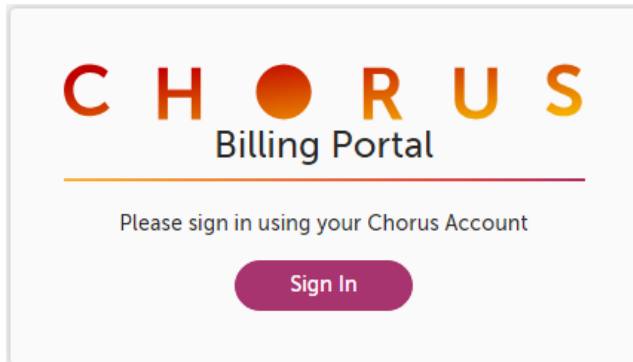 CHORUS
Billing Portal
Please sign in using your Chorus Account
Sign In